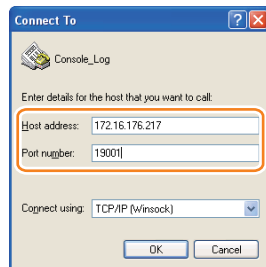 Connect To
Console_Log
Enter details for the host that you want to call:
Host address: 172.16.176.217
Port number: 19001
Connect using: TCP/IP (Winsock)
OK Cancel